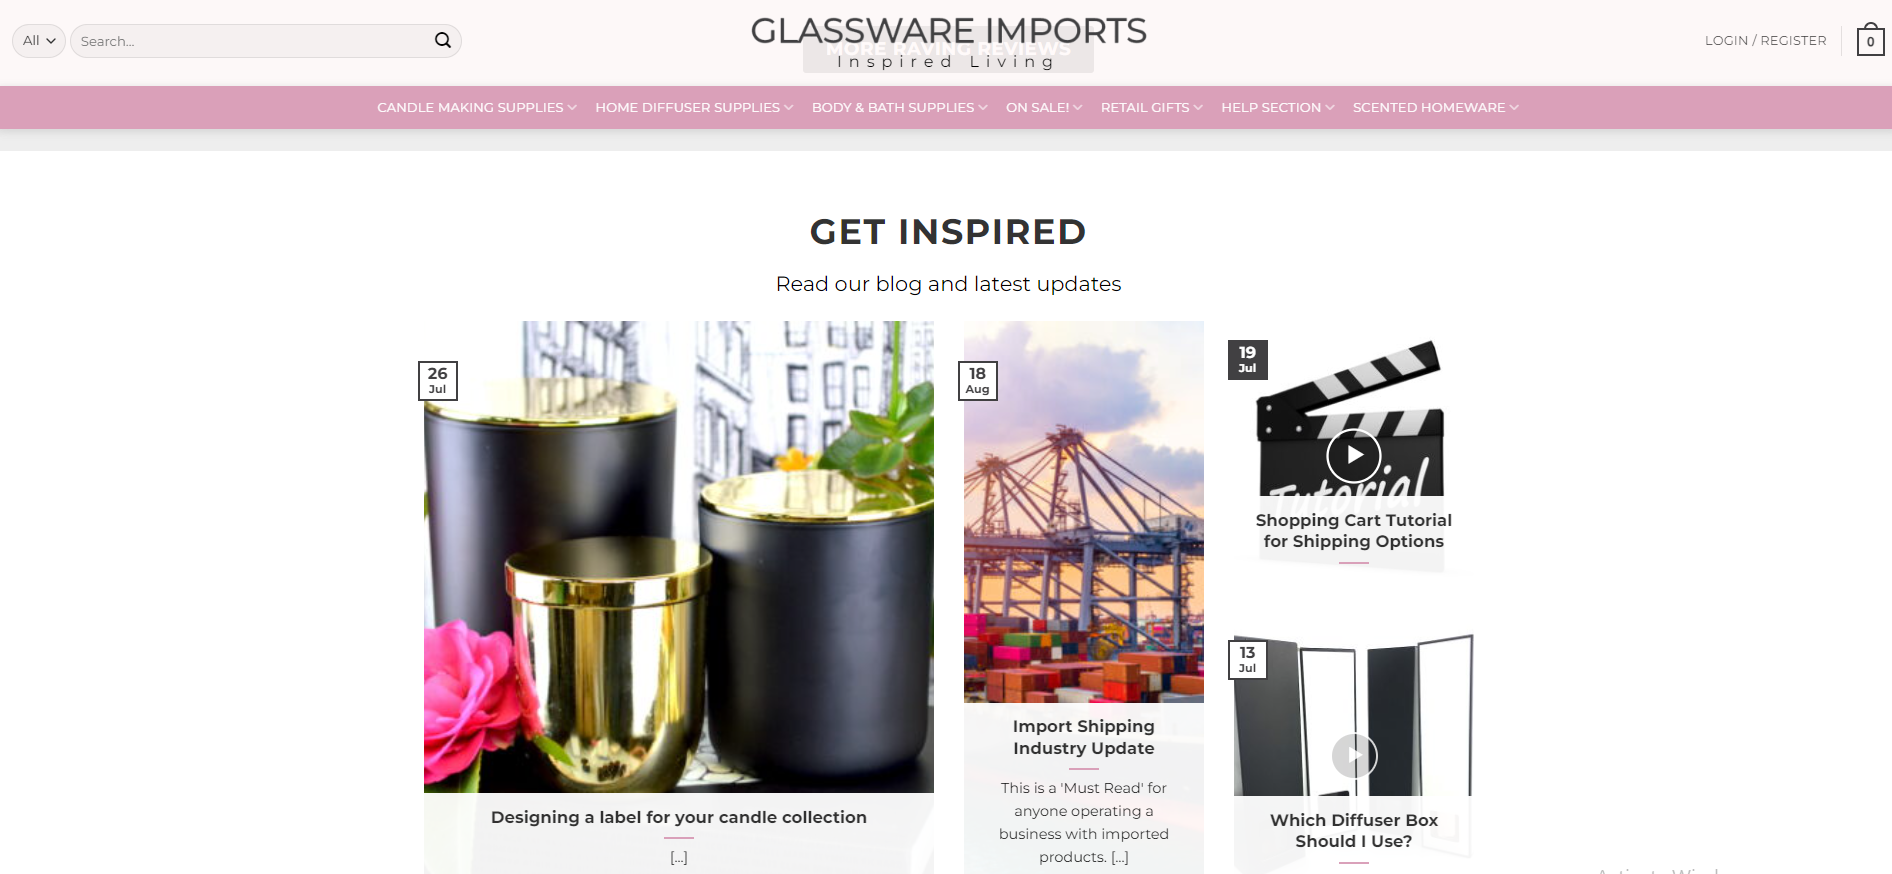 All
Search...
GLASSWARE IMPORTS
MORE RAVING REVIEWS
Inspired Living
LOGIN / REGISTER
0
CANDLE MAKING SUPPLIES HOME DIFFUSER SUPPLIES BODY & BATH SUPPLIES ON SALE! RETAIL GIFTS HELP SECTION SCENTED HOMEWARE
GET INSPIRED
Read our blog and latest updates
26
Jul
Designing a label for your candle collection
[...]
18
Aug
Import Shipping
Industry Update
This is a 'Must Read' for
anyone operating a
business with imported
products. [...]
19
Jul
Tutorial
Shopping Cart Tutorial
for Shipping Options
13
Jul
Which Diffuser Box
Should I Use?